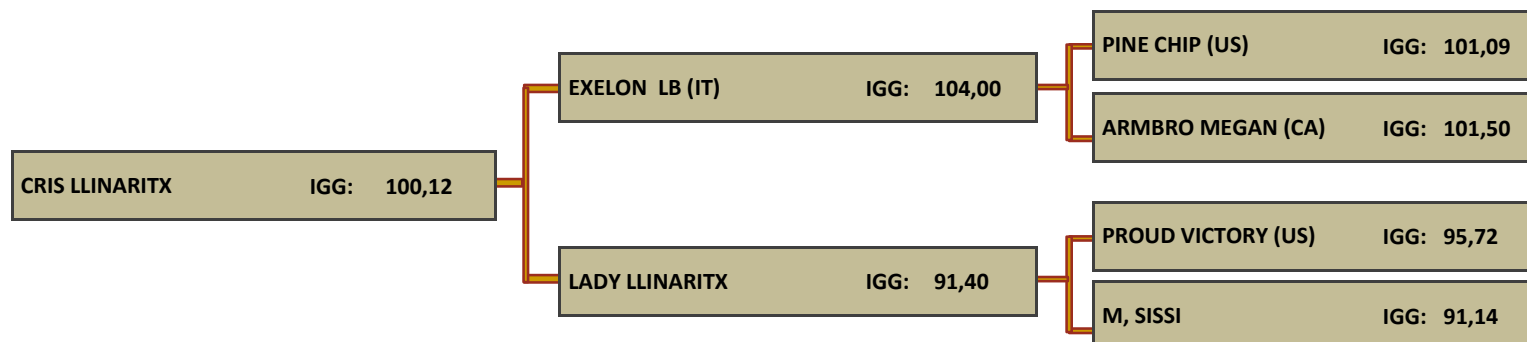 PINE CHIP (US) IGG: 101,09
EXELON LB (IT) IGG: 104,00
ARMBRO MEGAN (CA) IGG: 101,50
CRIS LLINARITX IGG: 100,12
PROUD VICTORY (US) IGG: 95,72
LADY LLINARITX IGG: 91,40
M, SISSI IGG: 91,14